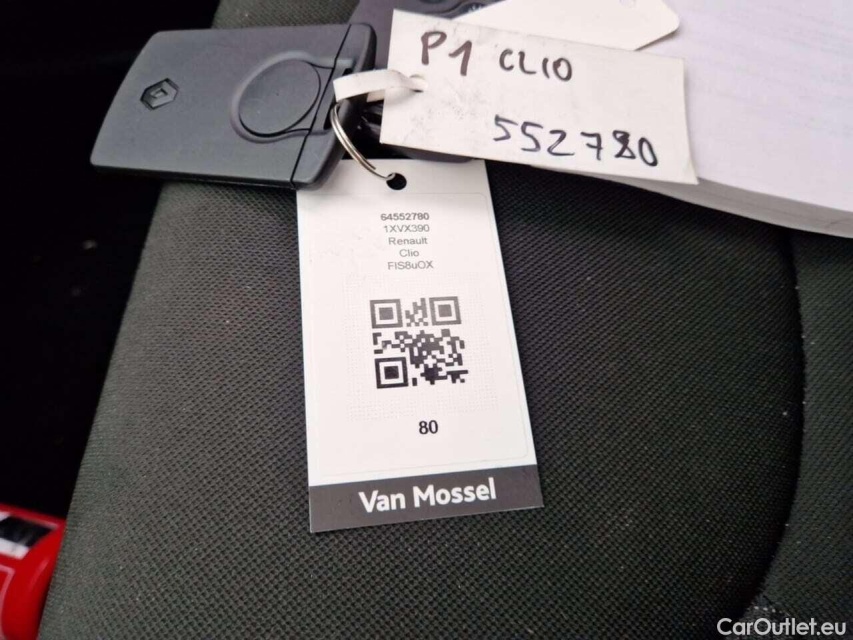 P1 CLIO
552780
64552780
1XVX390
Renault
Clio
FIS8uOX
80
Van Mossel
CarOutlet.eu